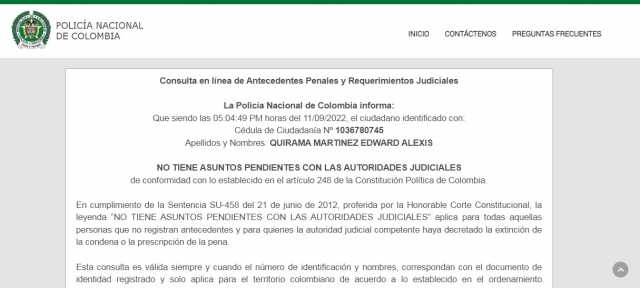 POLICÍA NACIONAL
DE COLOMBIA
INICIO CONTÁCTENOS PREGUNTAS FRECUENTES
Consulta en línea de Antecedentes Penales y Requerimientos Judiciales
La Policía Nacional de Colombia informa:
Que siendo las 05:04:49 PM horas del 11/09/2022, el ciudadano identificado con:
Cédula de Ciudadanía Nº 1036780745
Apellidos y Nombres: QUIRAMA MARTINEZ EDWARD ALEXIS
NO TIENE ASUNTOS PENDIENTES CON LAS AUTORIDADES JUDICIALES
de conformidad con lo establecido en el artículo 248 de la Constitución Política de Colombia.
En cumplimiento de la Sentencia SU-458 del 21 de junio de 2012, proferida por la Honorable Corte Constitucional, la
leyenda "NO TIENE ASUNTOS PENDIENTES CON LAS AUTORIDADES JUDICIALES" aplica para todas aquellas
personas que no registran antecedentes y para quienes la autoridad judicial competente haya decretado la extinción de
la condena o la prescripción de la pena.
Esta consulta es válida siempre y cuando el número de identificación y nombres, correspondan con el documento de
identidad registrado y solo aplica para el territorio colombiano de acuerdo a lo establecido en el ordenamiento